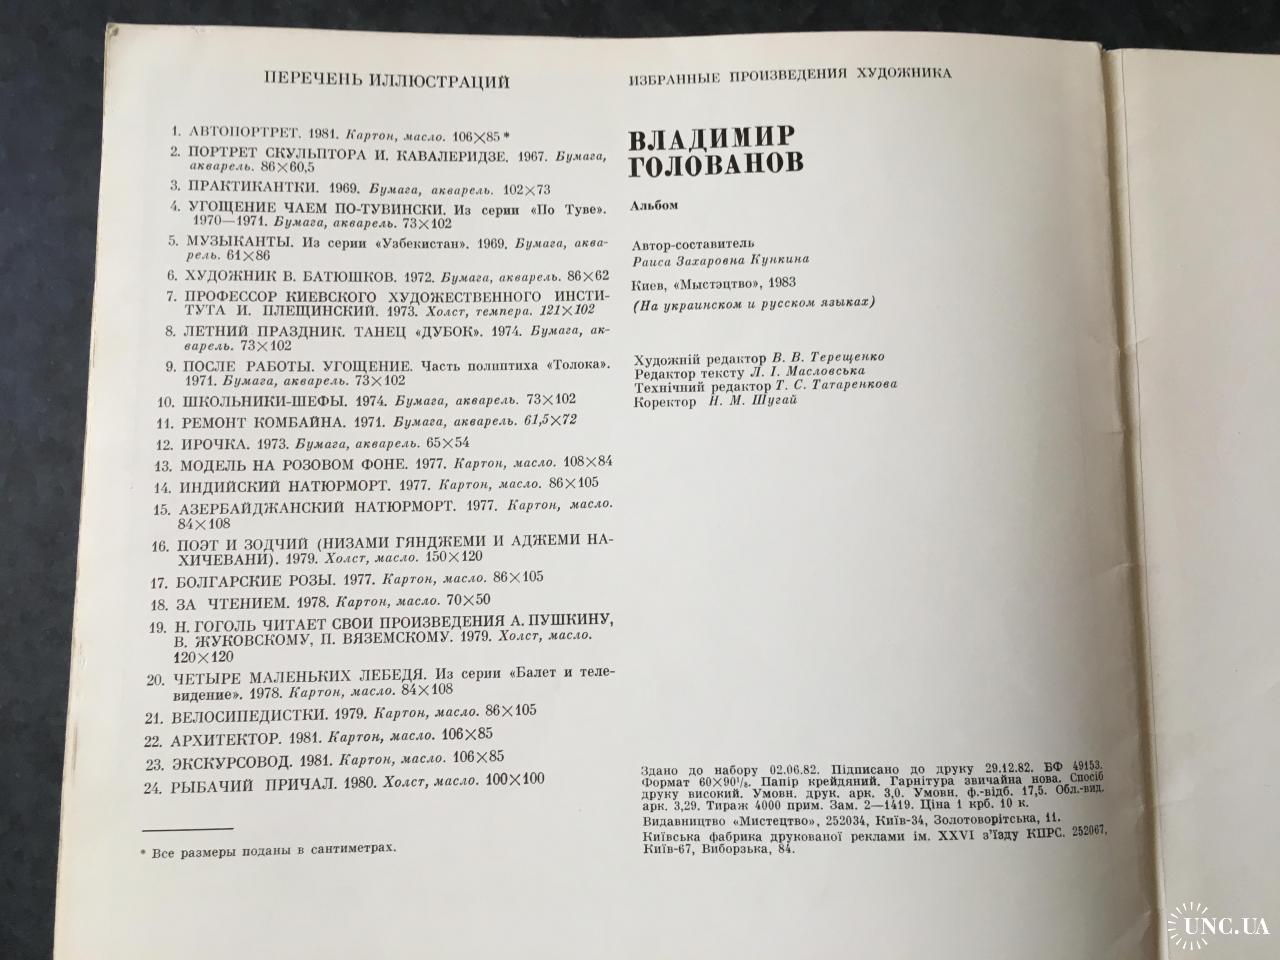 ПЕРЕЧЕНЬ ИЛЛЮСТРАЦИЙ
1. АВТОПОРТРЕТ. 1981. Картон, масло. 106×85 *
2. ПОРТРЕТ СКУЛЬПТОРА И. КАВАЛЕРИДЗЕ. 1967. Бумага,
акварель. 86×60,5
3. ПРАКТИКАНТКИ. 1969. Бумага, акварель. 102×73
4. УГОЩЕНИЕ ЧАЕМ ПО-ТУВИНСКИ. Из серии «По Туве».
1970—1971. Бумага, акварель. 73×102
5. МУЗЫКАНТЫ. Из серии «Узбекистан». 1969. Бумага, аква-
рель. 61×86
6. ХУДОЖНИК В. БАТЮШКОВ. 1972. Бумага, акварель. 86×62
7. ПРОФЕССОР КИЕВСКОГО ХУДОЖЕСТВЕННОГО ИНСТИ-
ТУТА И. ПЛЕЩИНСКИЙ. 1973. Холст, темпера. 121×102
8. ЛЕТНИЙ ПРАЗДНИК. ТАНЕЦ «ДУБОК». 1974. Бумага, ак-
варель. 73×102
9. ПОСЛЕ РАБОТЫ. УГОЩЕНИЕ. Часть полиптиха «Толока».
1971. Бумага, акварель. 73×102
10. ШКОЛЬНИКИ-ШЕФЫ. 1974. Бумага, акварель. 73×102
11. РЕМОНТ КОМБАЙНА. 1971. Бумага, акварель. 61,5×72
12. ИРОЧКА. 1973. Бумага, акварель. 65×54
13. МОДЕЛЬ НА РОЗОВОМ ФОНЕ. 1977. Картон, масло. 108×84
14. ИНДИЙСКИЙ НАТЮРМОРТ. 1977. Картон, масло. 86×105
15. АЗЕРБАЙДЖАНСКИЙ НАТЮРМОРТ. 1977. Картон, масло.
84×108
16. ПОЭТ И ЗОДЧИЙ (НИЗАМИ ГЯНДЖЕМИ И АДЖЕМИ НА-
ХИЧЕВАНИ). 1979. Холст, масло. 150×120
17. БОЛГАРСКИЕ РОЗЫ. 1977. Картон, масло. 86×105
18. ЗА ЧТЕНИЕМ. 1978. Картон, масло. 70×50
19. Н. ГОГОЛЬ ЧИТАЕТ СВОИ ПРОИЗВЕДЕНИЯ А. ПУШКИНУ,
В. ЖУКОВСКОМУ, П. ВЯЗЕМСКОМУ. 1979. Холст, масло.
120×120
20. ЧЕТЫРЕ МАЛЕНЬКИХ ЛЕБЕДЯ. Из серии «Балет и теле-
видение». 1978. Картон, масло. 84×108
21. ВЕЛОСИПЕДИСТКИ. 1979. Картон, масло. 86×105
22. АРХИТЕКТОР. 1981. Картон, масло. 106×85
23. ЭКСКУРСОВОД. 1981. Картон, масло. 106×85
24. РЫБАЧИЙ ПРИЧАЛ. 1980. Холст, масло. 100×100
* Все размеры поданы в сантиметрах.
ИЗБРАННЫЕ ПРОИЗВЕДЕНИЯ ХУДОЖНИКА
ВЛАДИМИР
ГОЛОВАНОВ
Альбом
Автор-составитель
Раиса Захаровна Кункина
Киев, «Мыстэцтво», 1983
(На украинском и русском языках)
Художній редактор В. В. Терещенко
Редактор тексту Л. І. Масловська
Технічний редактор Т. С. Татаренкова
Коректор Н. М. Шугай
Здано до набору 02.06.82. Підписано до друку 29.12.82. БФ 49153.
Формат 60×90¹/₈. Папір крейдяний. Гарнітура звичайна нова. Спосіб
друку високий. Умовн. друк. арк. 3,0. Умовн. ф.-відб. 17,5. Обл.-вид.
арк. 3,29. Тираж 4000 прим. Зам. 2—1419. Ціна 1 крб. 10 к.
Видавництво «Мистецтво», 252034, Київ-34, Золотоворітська, 11.
Київська фабрика друкованої реклами ім. XXVI з'їзду КПРС. 252067,
Київ-67, Виборзька, 84.
UNC.UA